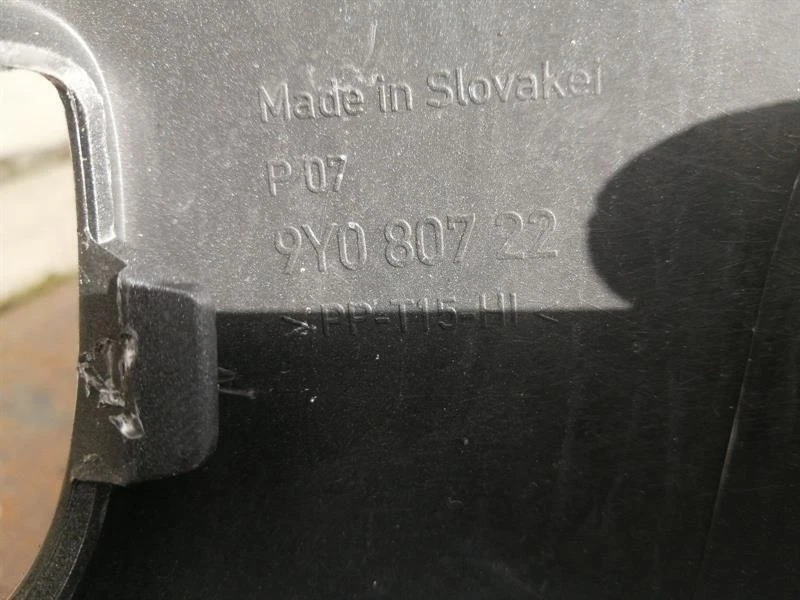 Made in Slovakei
P 07
9Y0 807 22
>PP-T15-HI<